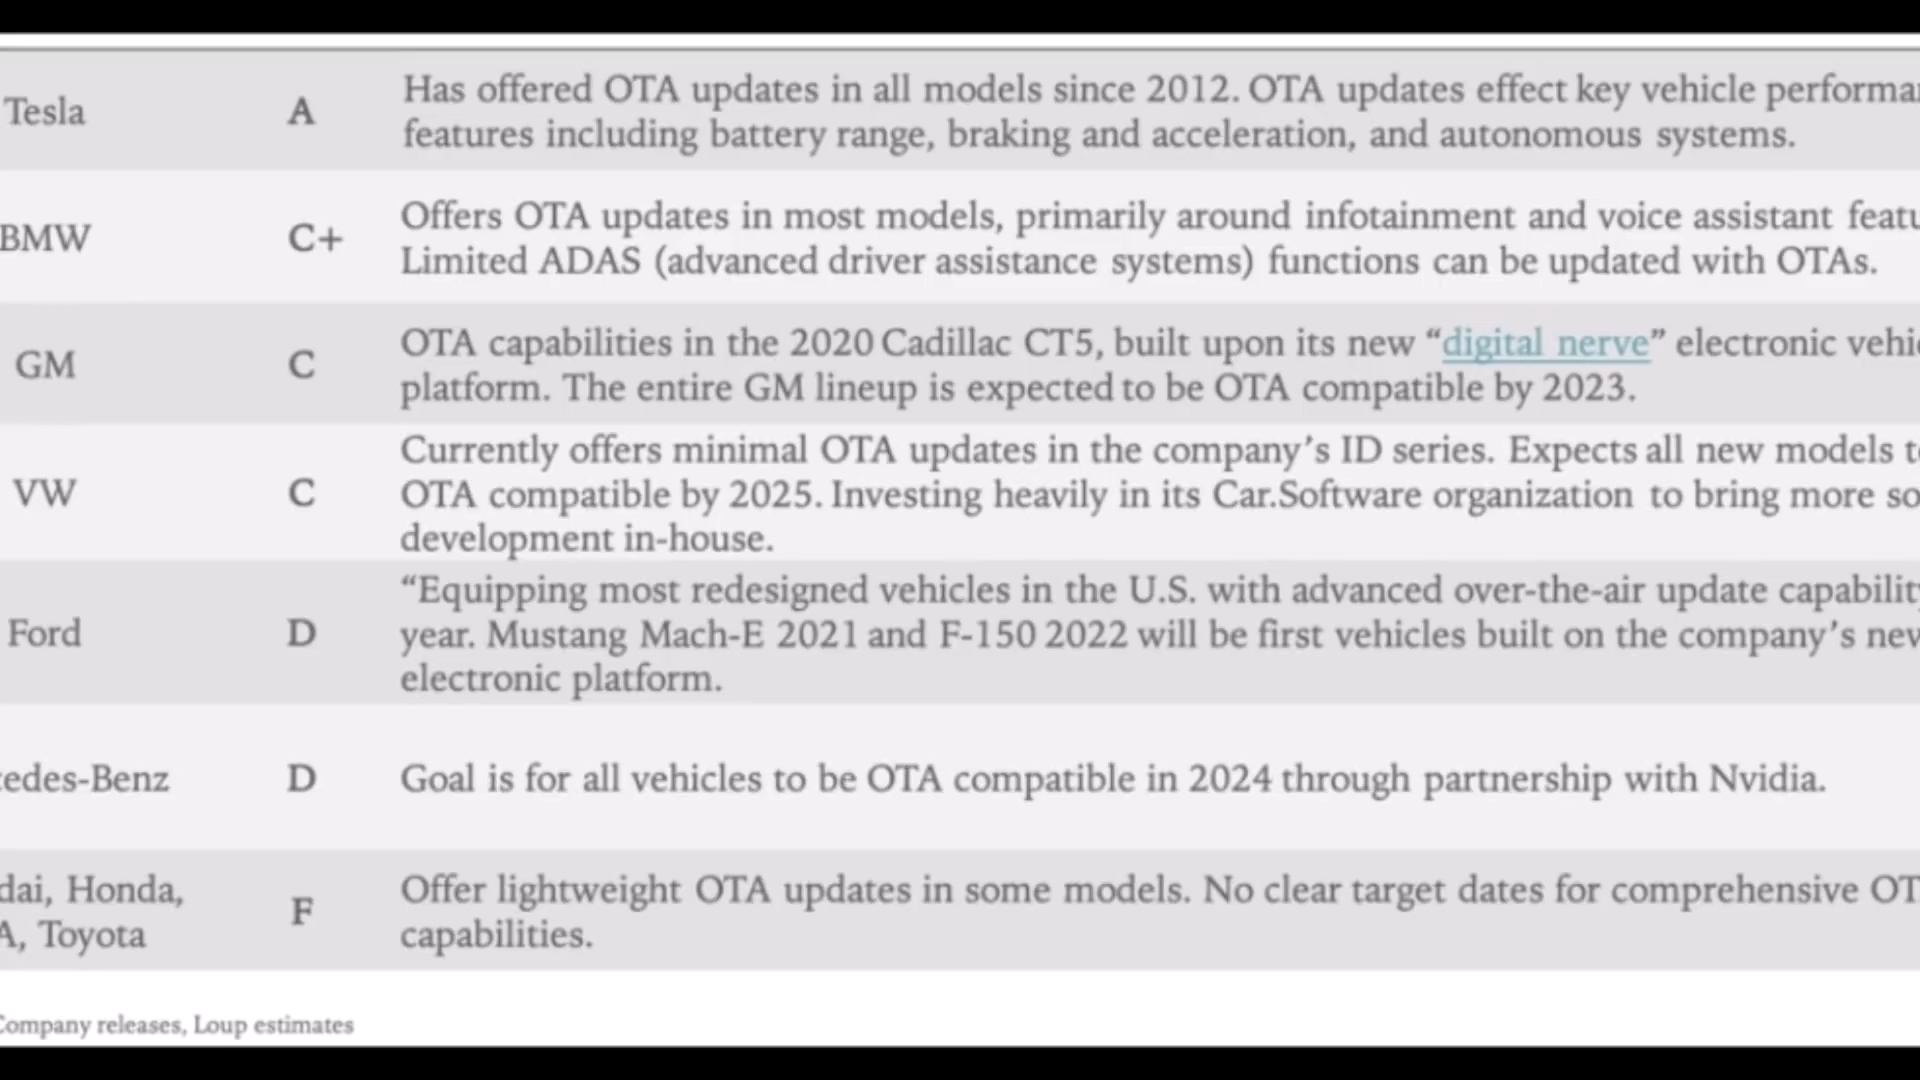 Tesla A Has offered OTA updates in all models since 2012. OTA updates effect key vehicle
features including battery range, braking and acceleration, and autonomous systems.
BMW C+ Offers OTA updates in most models, primarily around infotainment and voice assistant
Limited ADAS (advanced driver assistance systems) functions can be updated with OTAs.
GM C OTA capabilities in the 2020 Cadillac CT5, built upon its new “digital nerve” electronic
platform. The entire GM lineup is expected to be OTA compatible by 2023.
VW C Currently offers minimal OTA updates in the company’s ID series. Expects all new models
OTA compatible by 2025. Investing heavily in its Car.Software organization to bring more
development in-house.
Ford D “Equipping most redesigned vehicles in the U.S. with advanced over-the-air update
year. Mustang Mach-E 2021 and F-150 2022 will be first vehicles built on the company’s
electronic platform.
edes-Benz D Goal is for all vehicles to be OTA compatible in 2024 through partnership with Nvidia.
dai, Honda,
A, Toyota
F Offer lightweight OTA updates in some models. No clear target dates for comprehensive
capabilities.
Company releases, Loup estimates